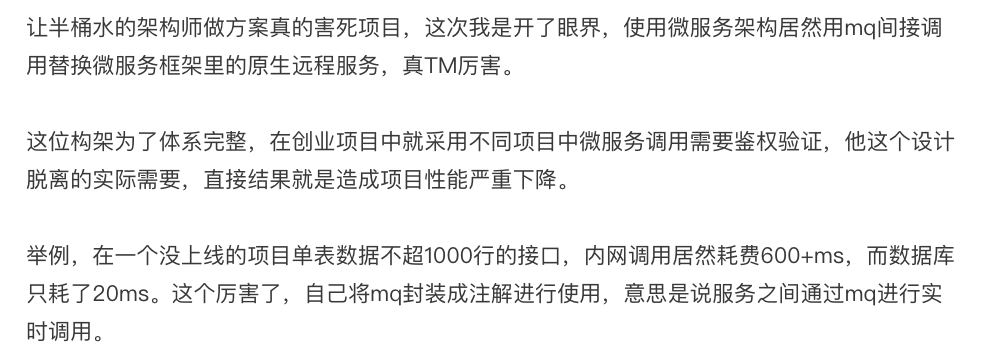 让半桶水的架构师做方案真的害死项目，这次我是开了眼界，使用微服务架构居然用mq间接调
用替换微服务框架里的原生远程服务，真TM厉害。
这位构架为了体系完整，在创业项目中就采用不同项目中微服务调用需要鉴权验证，他这个设计
脱离的实际需要，直接结果就是造成项目性能严重下降。
举例，在一个没上线的项目单表数据不超1000行的接口，内网调用居然耗费600+ms，而数据库
只耗了20ms。这个厉害了，自己将mq封装成注解进行使用，意思是说服务之间通过mq进行实
时调用。